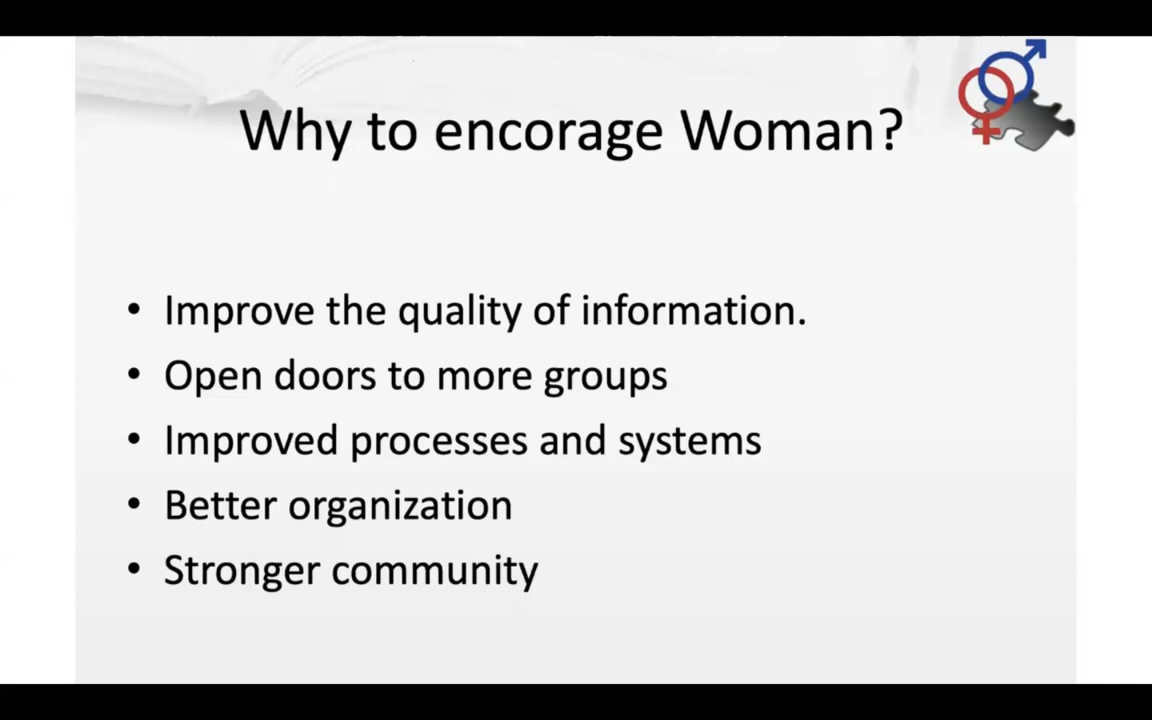 Why to encorage Woman?
• Improve the quality of information.
• Open doors to more groups
• Improved processes and systems
• Better organization
• Stronger community